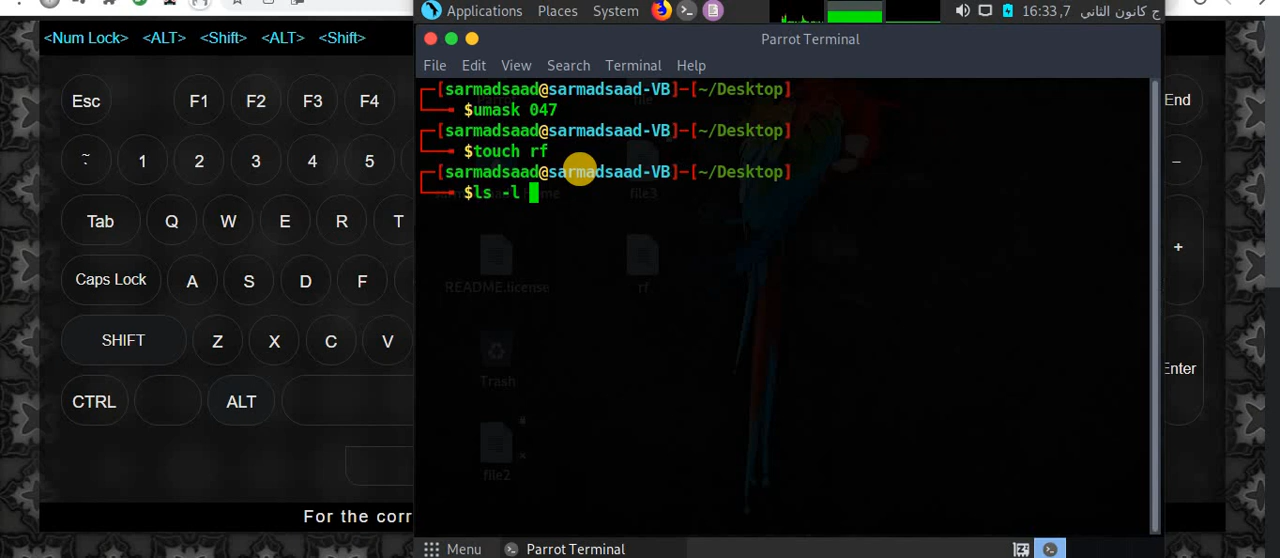 <Num Lock> <ALT> <Shift> <ALT> <Shift>
Esc F1 F2 F3 F4
~ 1 2 3 4 5
Tab Q W E R T
Caps Lock A S D F
SHIFT Z X C V
CTRL ALT
For the corr
Applications Places System
16:33 ,7 ج كانون الثاني
Parrot Terminal
File Edit View Search Terminal Help
[sarmadsaad@sarmadsaad-VB]─[~/Desktop]
$umask 047
[sarmadsaad@sarmadsaad-VB]─[~/Desktop]
$touch rf
[sarmadsaad@sarmadsaad-VB]─[~/Desktop]
$ls -l
file3
README.license rf
Trash
file2
Menu Parrot Terminal
End
−
+
Enter